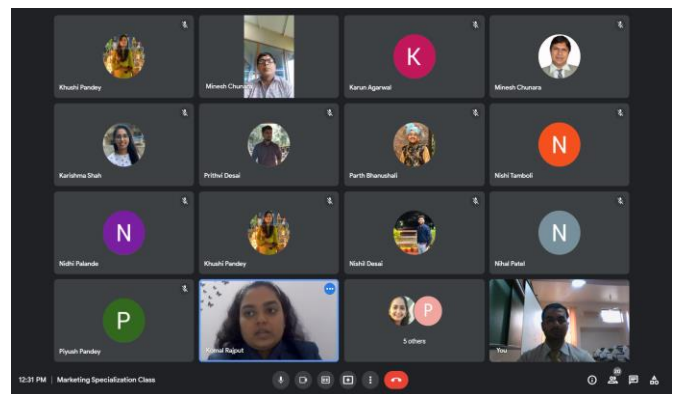 Khushi Pandey
Minesh Chunara
K
Karun Agarwal
Minesh Chunara
Karishma Shah
Prithvi Desai
Parth Bhanushali
N
Nishi Tamboli
N
Nidhi Palande
Khushi Pandey
Nishil Desai
N
Nihal Patel
P
Piyush Pandey
Komal Rajput
P
5 others
You
12:31 PM | Marketing Specialization Class
20